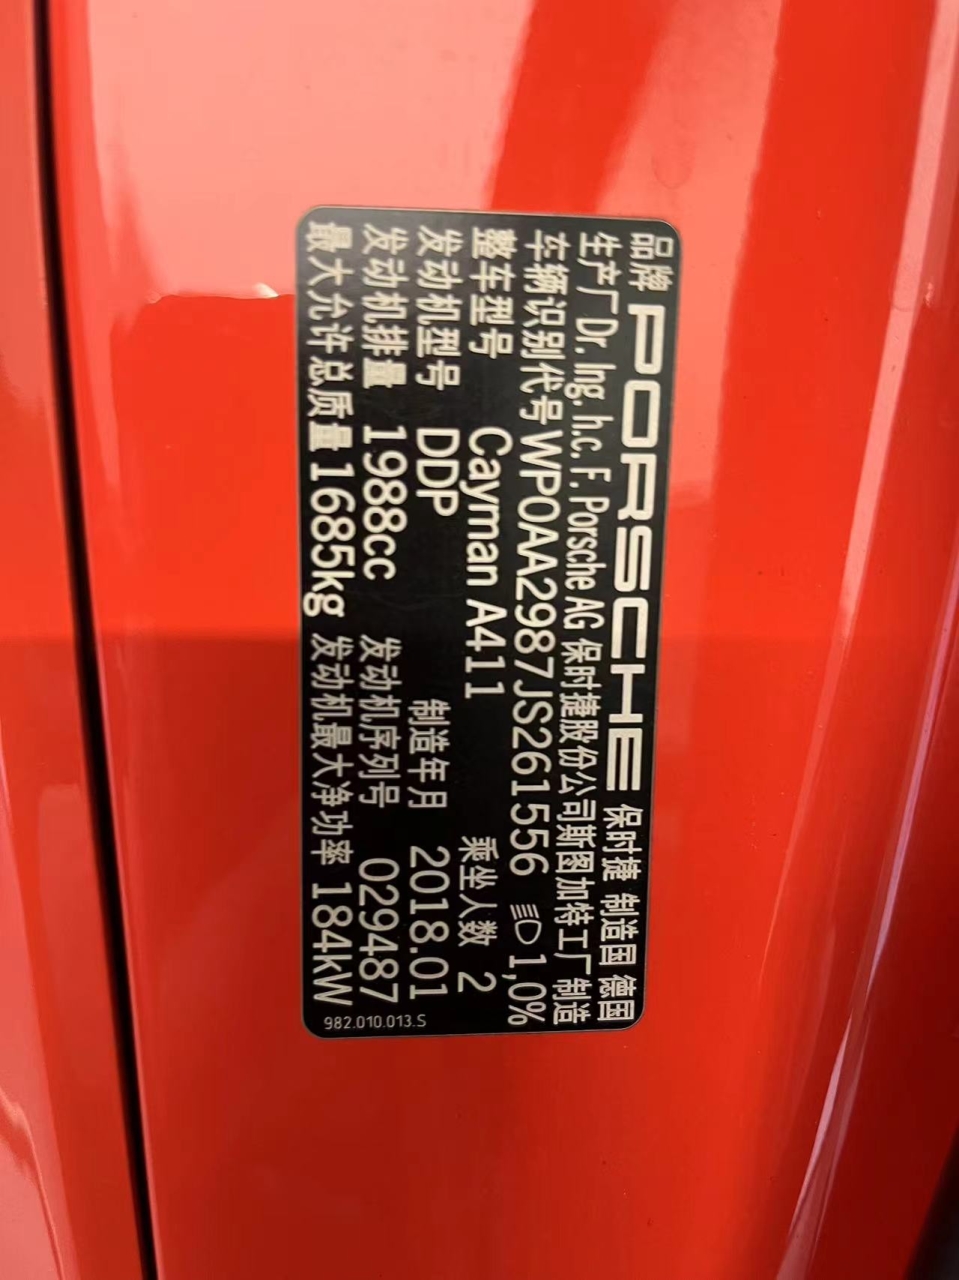 品牌 PORSCHE 保时捷 制造国 德国
生产厂 Dr. Ing. h.c. F. Porsche AG 保时捷股份公司斯图加特工厂制造
车辆识别代号 WP0AA2987JS261556 1,0%
整车型号 Cayman A411 乘坐人数 2
发动机型号 DDP 制造年月 2018.01
发动机排量 1988cc 发动机序列号 029487
最大允许总质量 1685kg 发动机最大净功率 184kW
982.010.013.S